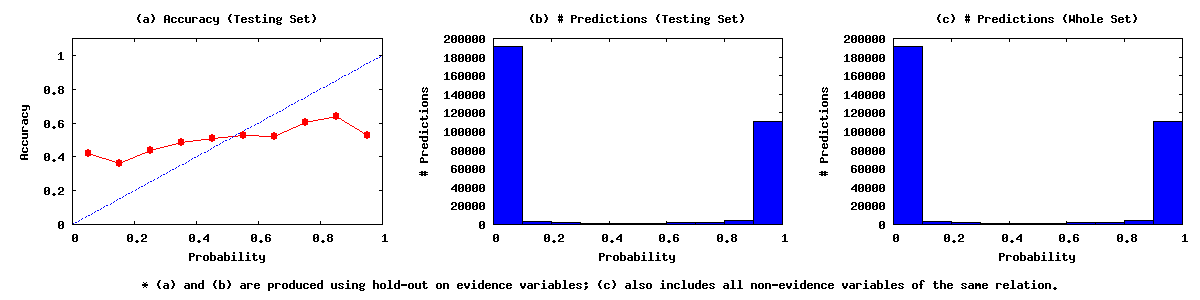 (a) Accuracy (Testing Set)
1
0.8
0.6
0.4
0.2
0
Accuracy
0 0.2 0.4 0.6 0.8 1
Probability
(b) # Predictions (Testing Set)
200000
180000
160000
140000
120000
100000
80000
60000
40000
20000
0
# Predictions
0 0.2 0.4 0.6 0.8 1
Probability
(c) # Predictions (Whole Set)
200000
180000
160000
140000
120000
100000
80000
60000
40000
20000
0
# Predictions
0 0.2 0.4 0.6 0.8 1
Probability
* (a) and (b) are produced using hold-out on evidence variables; (c) also includes all non-evidence variables of the same relation.